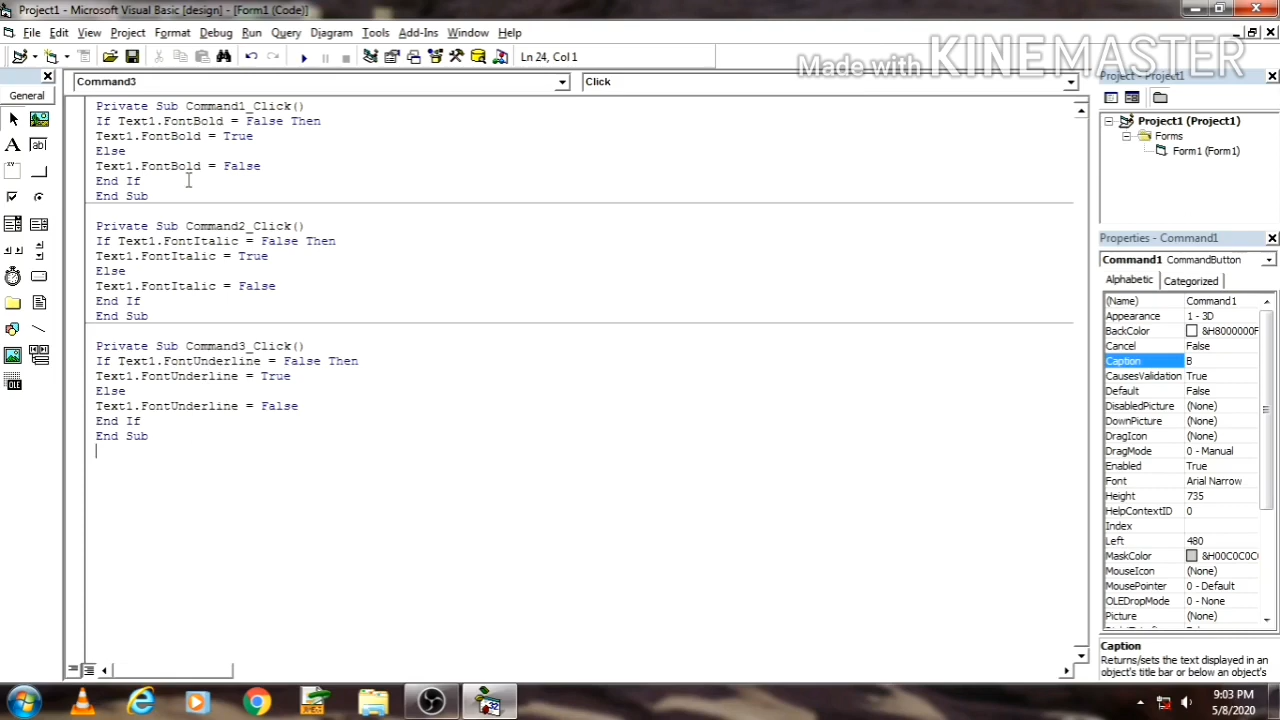 Project1 - Microsoft Visual Basic [design] - [Form1 (Code)]
File Edit View Project Format Debug Run Query Diagram Tools Add-Ins Window Help
Ln 24, Col 1
Made with KINEMASTER
General
Command3
Click
Private Sub Command1_Click()
If Text1.FontBold = False Then
Text1.FontBold = True
Else
Text1.FontBold = False
End If
End Sub
Private Sub Command2_Click()
If Text1.FontItalic = False Then
Text1.FontItalic = True
Else
Text1.FontItalic = False
End If
End Sub
Private Sub Command3_Click()
If Text1.FontUnderline = False Then
Text1.FontUnderline = True
Else
Text1.FontUnderline = False
End If
End Sub
Project - Project1
Project1 (Project1)
Forms
Form1 (Form1)
Properties - Command1
Command1 CommandButton
Alphabetic Categorized
(Name) Command1
Appearance 1 - 3D
BackColor &H8000000F
Cancel False
Caption B
CausesValidation True
Default False
DisabledPicture (None)
DownPicture (None)
DragIcon (None)
DragMode 0 - Manual
Enabled True
Font Arial Narrow
Height 735
HelpContextID 0
Index
Left 480
MaskColor &H00C0C0C
MouseIcon (None)
MousePointer 0 - Default
OLEDropMode 0 - None
Picture (None)
Caption
Returns/sets the text displayed in an
object's title bar or below an object's
9:03 PM
5/8/2020